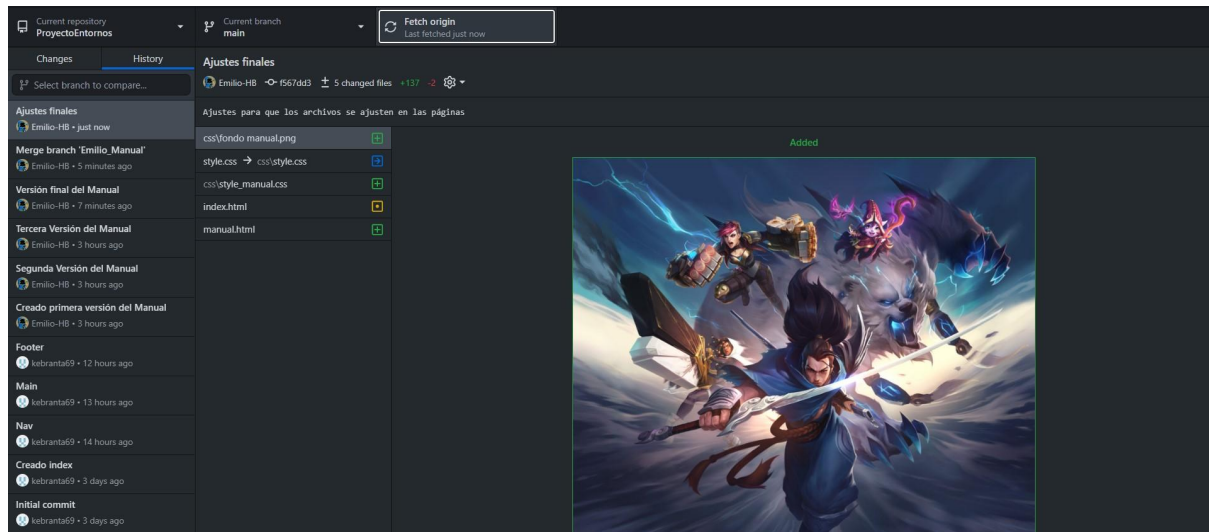 Current repository
ProyectoEntornos
Current branch
main
Fetch origin
Last fetched just now
Changes
History
Select branch to compare...
Ajustes finales
Emilio-HB • just now
Merge branch 'Emilio_Manual'
Emilio-HB • 5 minutes ago
Versión final del Manual
Emilio-HB • 7 minutes ago
Tercera Versión del Manual
Emilio-HB • 3 hours ago
Segunda Versión del Manual
Emilio-HB • 3 hours ago
Creado primera versión del Manual
Emilio-HB • 3 hours ago
Footer
kebranta69 • 12 hours ago
Main
kebranta69 • 13 hours ago
Nav
kebranta69 • 14 hours ago
Creado index
kebranta69 • 3 days ago
Initial commit
kebranta69 • 3 days ago
Ajustes finales
Emilio-HB f567dd3 5 changed files +137 -2
Ajustes para que los archivos se ajusten en las páginas
css\fondo manual.png
style.css → css\style.css
css\style_manual.css
index.html
manual.html
Added